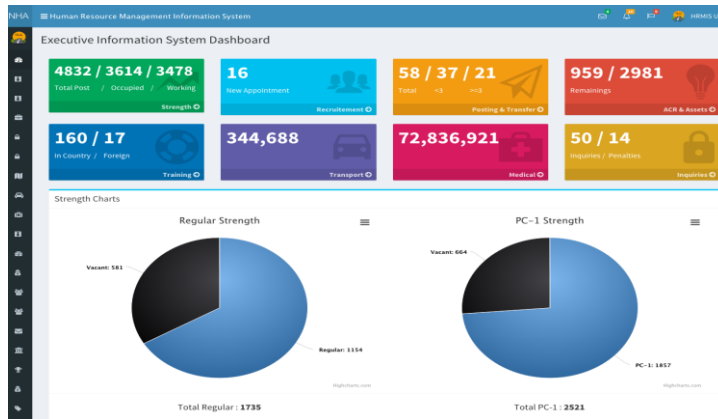 NHA
Human Resource Management Information System
HRMIS U
Executive Information System Dashboard
4832 / 3614 / 3478
Total Post / Occupied / Working
Strength
16
New Appointment
Recruitement
58 / 37 / 21
Total <3 >=3
Posting & Transfer
959 / 2981
Remainings
ACR & Assets
160 / 17
In Country / Foreign
Training
344,688
Transport
72,836,921
Medical
50 / 14
Inquiries / Penalties
Inquiries
Strength Charts
Regular Strength
Vacant: 581
Regular: 1154
Highcharts.com
Total Regular : 1735
PC-1 Strength
Vacant: 664
PC-1: 1857
Highcharts.com
Total PC-1 : 2521